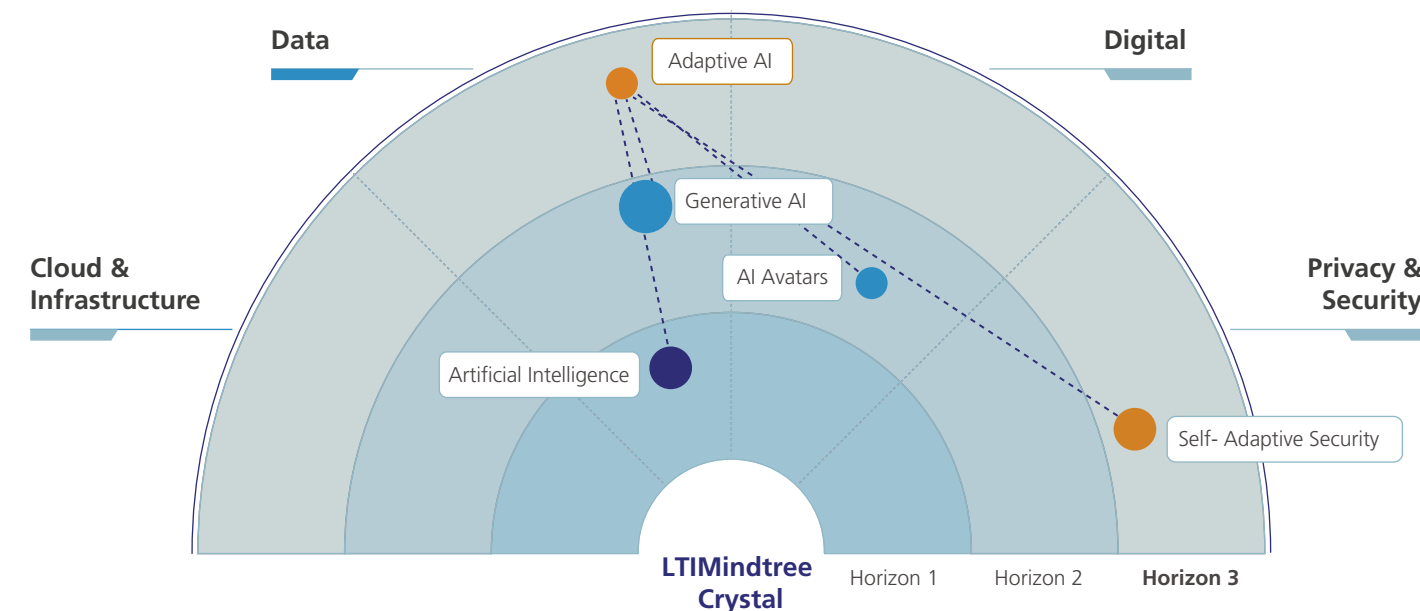 Data
Digital
Adaptive AI
Generative AI
Cloud &
Infrastructure
AI Avatars
Privacy &
Security
Artificial Intelligence
Self- Adaptive Security
LTIMindtree
Crystal
Horizon 1
Horizon 2
Horizon 3